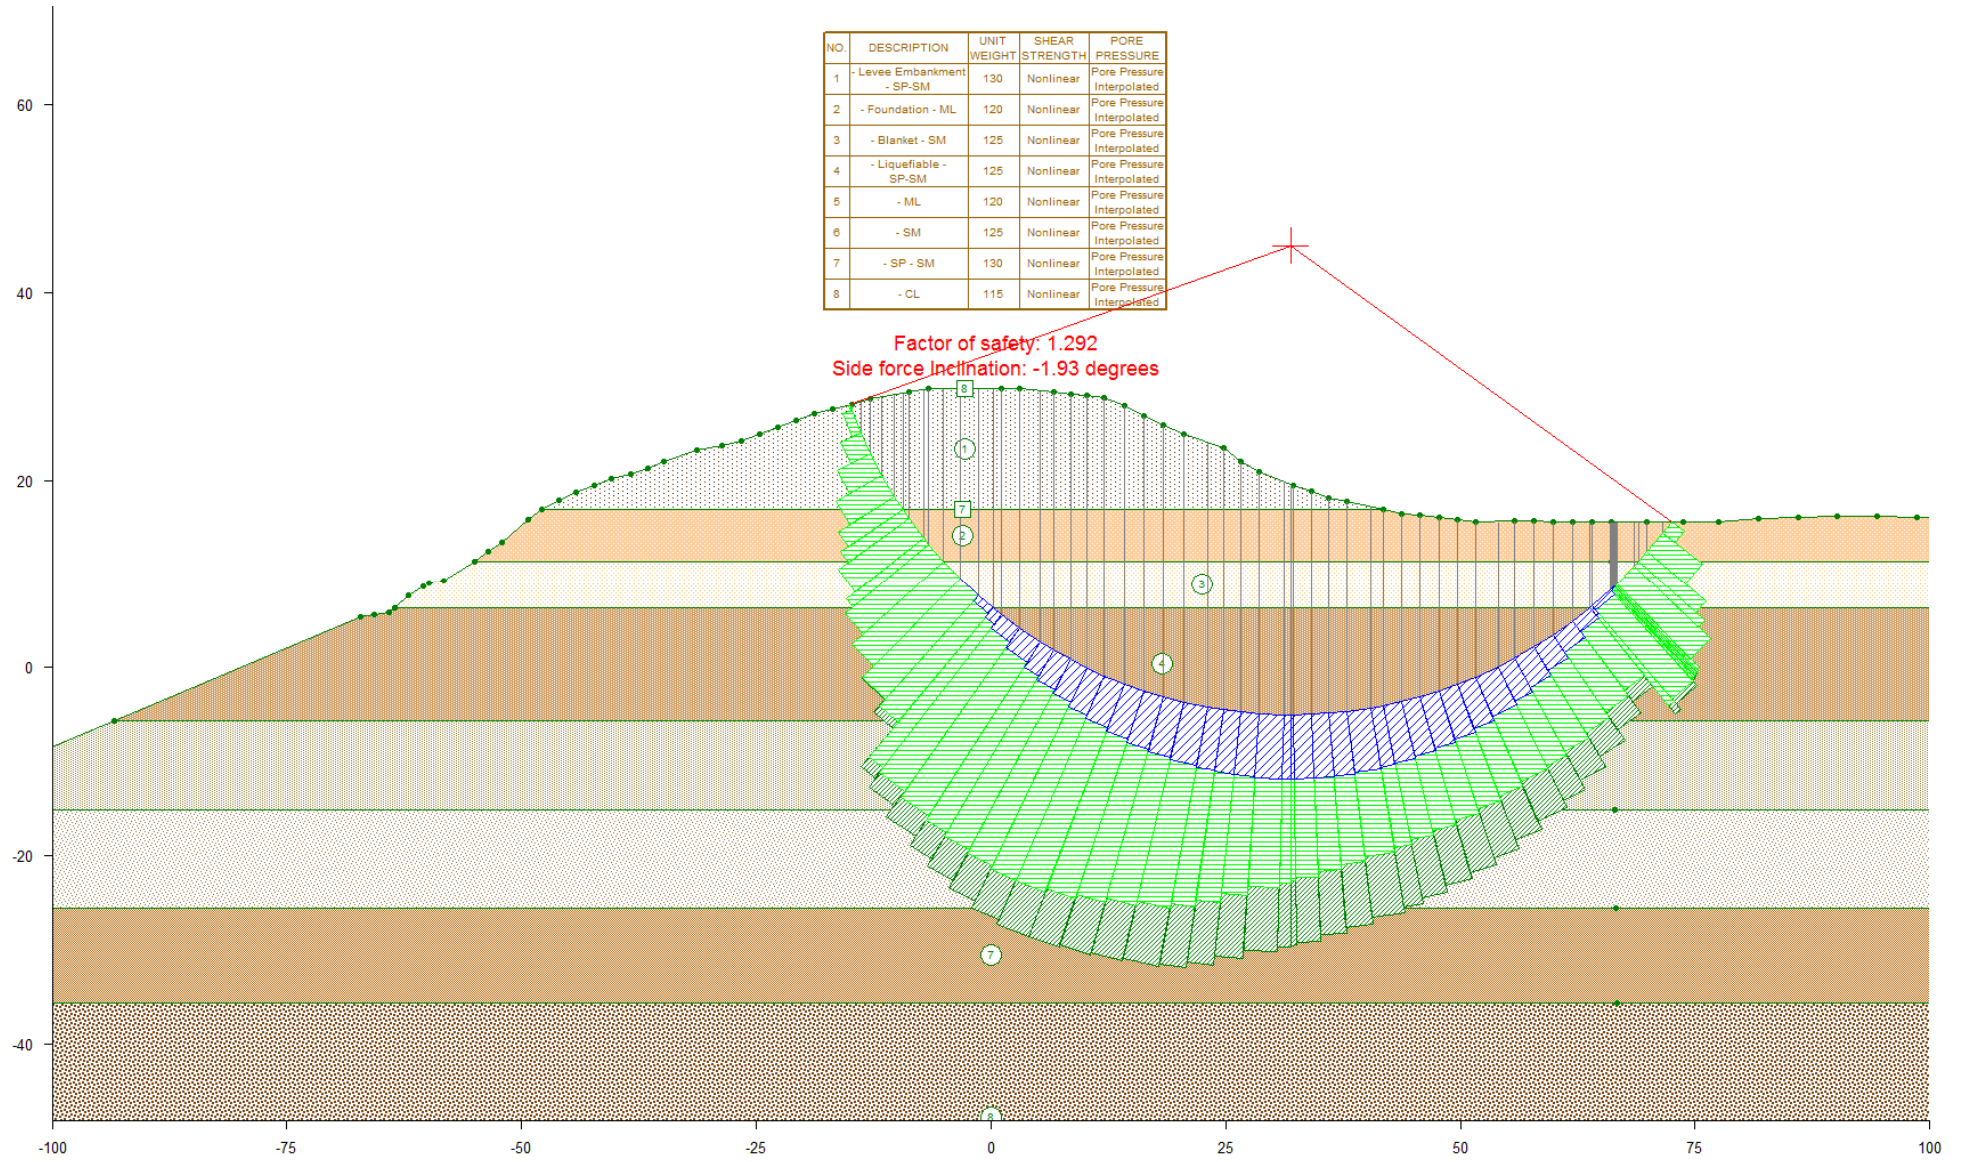 NO. DESCRIPTION UNIT WEIGHT SHEAR STRENGTH PORE PRESSURE
1 - Levee Embankment - SP-SM 130 Nonlinear Pore Pressure Interpolated
2 - Foundation - ML 120 Nonlinear Pore Pressure Interpolated
3 - Blanket - SM 125 Nonlinear Pore Pressure Interpolated
4 - Liquefiable - SP-SM 125 Nonlinear Pore Pressure Interpolated
5 - ML 120 Nonlinear Pore Pressure Interpolated
6 - SM 125 Nonlinear Pore Pressure Interpolated
7 - SP - SM 130 Nonlinear Pore Pressure Interpolated
8 - CL 115 Nonlinear Pore Pressure Interpolated
Factor of safety: 1.292
Side force Inclination: -1.93 degrees
60
40
20
0
-20
-40
8
1
7
2
3
4
7
8
-100 -75 -50 -25 0 25 50 75 100